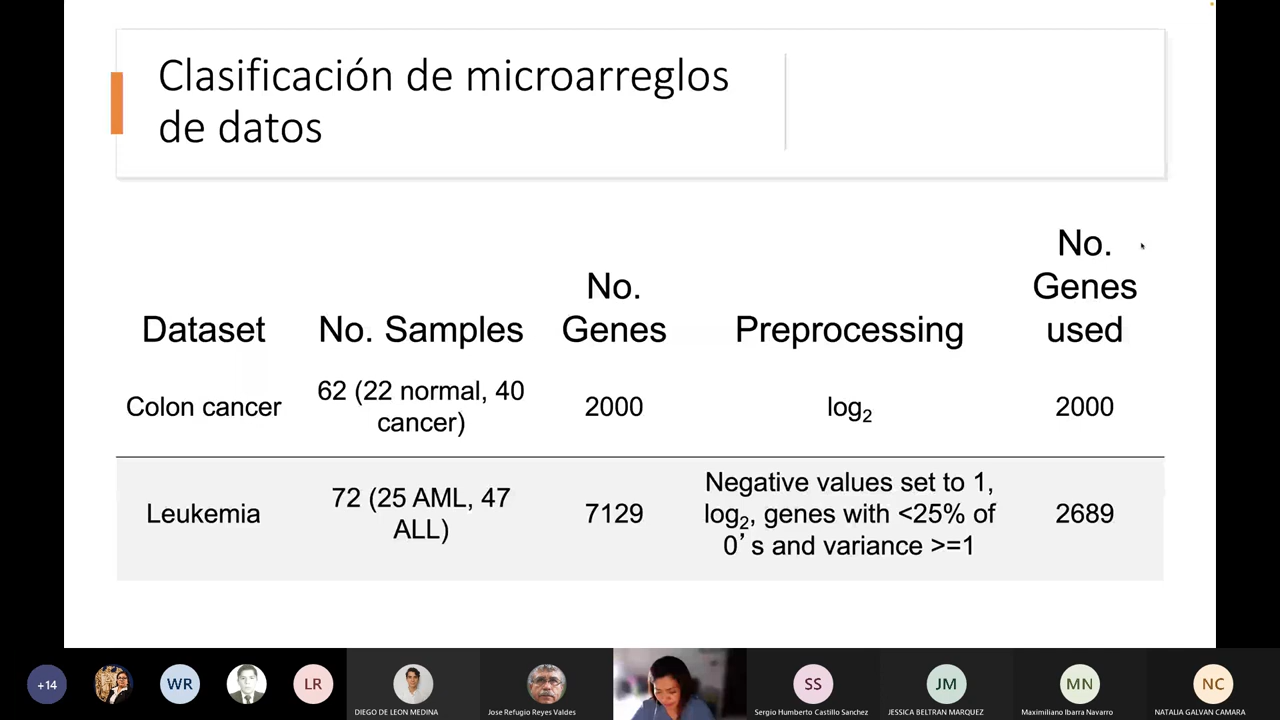 Clasificación de microarreglos
de datos
No.
Genes
used
No.
Genes
Dataset
No. Samples
Preprocessing
Colon cancer
62 (22 normal, 40
cancer)
2000
log2
2000
Leukemia
72 (25 AML, 47
ALL)
7129
Negative values set to 1,
log2, genes with <25% of
0's and variance >=1
2689
+14
WR
LR
DIEGO DE LEON MEDINA
Jose Refugio Reyes Valdes
SS
Sergio Humberto Castillo Sanchez
JM
JESSICA BELTRAN MARQUEZ
MN
Maximiliano Ibarra Navarro
NC
NATALIA GALVAN CAMARA